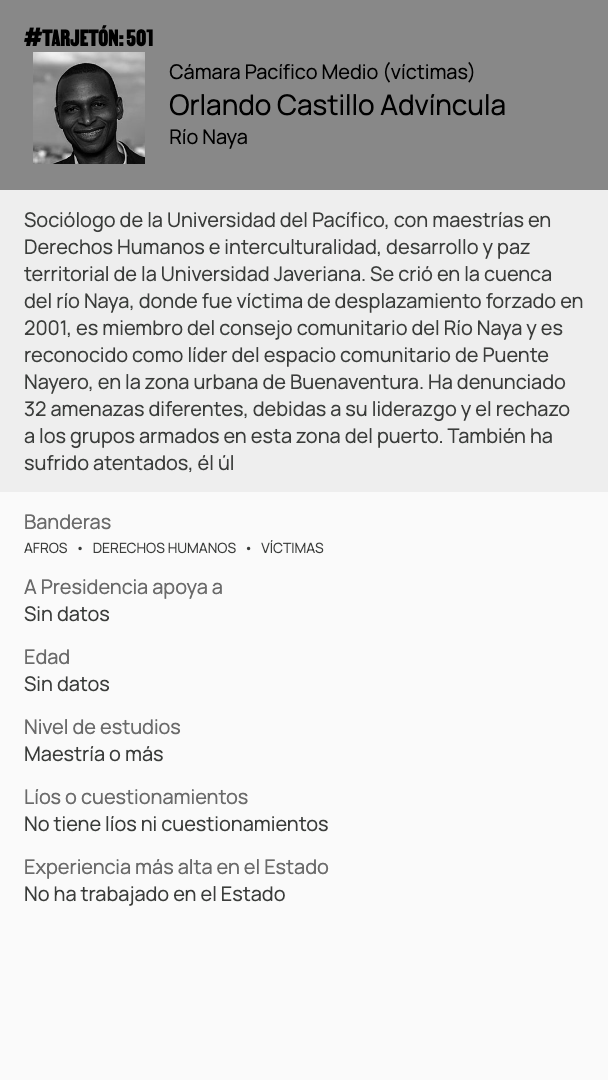 #TARJETÓN: 501
Cámara Pacífico Medio (víctimas)
Orlando Castillo Advíncula
Río Naya
Sociólogo de la Universidad del Pacífico, con maestrías en
Derechos Humanos e interculturalidad, desarrollo y paz
territorial de la Universidad Javeriana. Se crió en la cuenca
del río Naya, donde fue víctima de desplazamiento forzado en
2001, es miembro del consejo comunitario del Río Naya y es
reconocido como líder del espacio comunitario de Puente
Nayero, en la zona urbana de Buenaventura. Ha denunciado
32 amenazas diferentes, debidas a su liderazgo y el rechazo
a los grupos armados en esta zona del puerto. También ha
sufrido atentados, él úl
Banderas
AFROS • DERECHOS HUMANOS • VÍCTIMAS
A Presidencia apoya a
Sin datos
Edad
Sin datos
Nivel de estudios
Maestría o más
Líos o cuestionamientos
No tiene líos ni cuestionamientos
Experiencia más alta en el Estado
No ha trabajado en el Estado